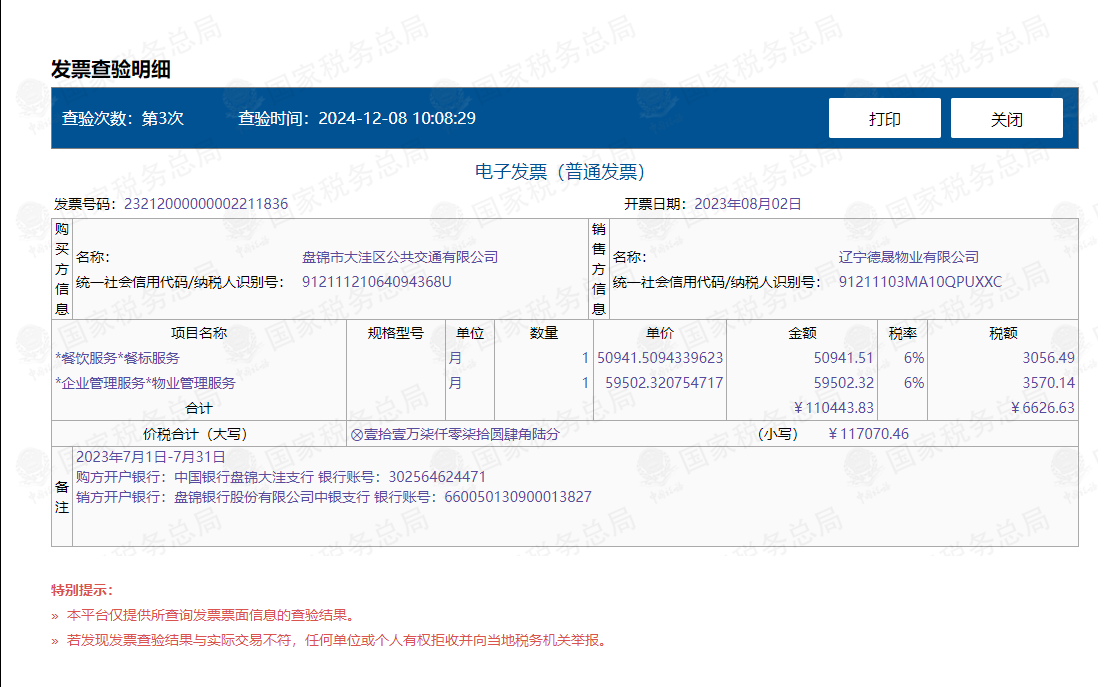 发票查验明细
查验次数：第3次 查验时间：2024-12-08 10:08:29 打印 关闭
电子发票（普通发票）
发票号码：23212000000002211836 开票日期：2023年08月02日
购买方信息 销售方信息
名称： 盘锦市大洼区公共交通有限公司 名称： 辽宁德晟物业有限公司
统一社会信用代码/纳税人识别号： 91211121064094368U 统一社会信用代码/纳税人识别号： 91211103MA10QPUXXC
项目名称 规格型号 单位 数量 单价 金额 税率 税额
*餐饮服务*餐标服务 月 1 50941.5094339623 50941.51 6% 3056.49
*企业管理服务*物业管理服务 月 1 59502.320754717 59502.32 6% 3570.14
合计 ￥110443.83 ￥6626.63
价税合计（大写） ⊗壹拾壹万柒仟零柒拾圆肆角陆分 （小写） ￥117070.46
备注
2023年7月1日-7月31日
购方开户银行：中国银行盘锦大洼支行 银行账号：302564624471
销方开户银行：盘锦银行股份有限公司中银支行 银行账号：660050130900013827
特别提示：
» 本平台仅提供所查询发票票面信息的查验结果。
» 若发现发票查验结果与实际交易不符，任何单位或个人有权拒收并向当地税务机关举报。
国家税务总局